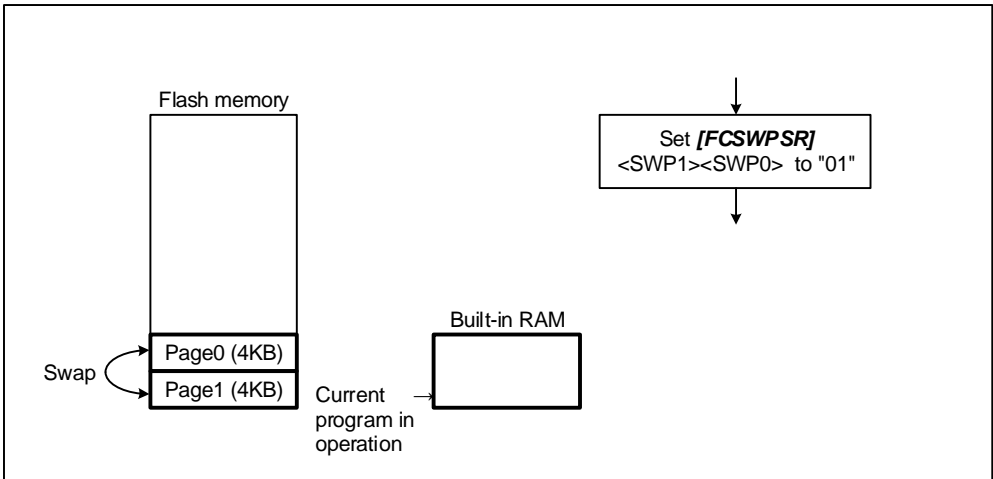 Flash memory
Set [FCSWPSR]
<SWP1><SWP0> to "01"
Built-in RAM
Page0 (4KB)
Swap
Page1 (4KB)
Current
program in
operation